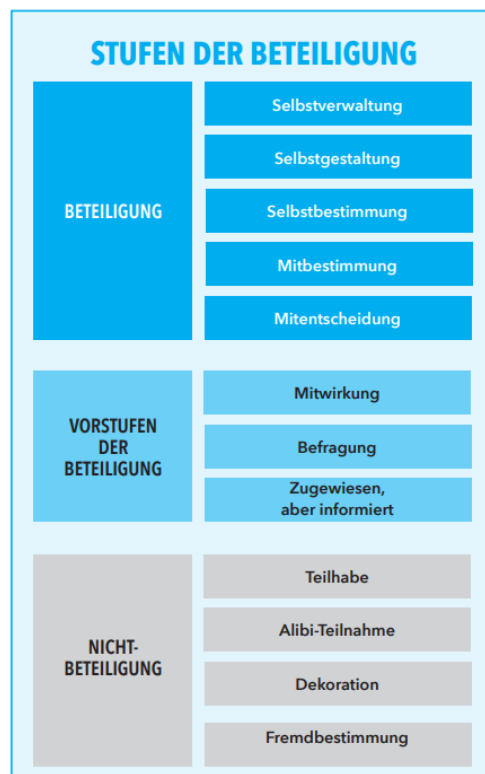 STUFEN DER BETEILIGUNG
BETEILIGUNG
Selbstverwaltung
Selbstgestaltung
Selbstbestimmung
Mitbestimmung
Mitentscheidung
VORSTUFEN
DER
BETEILIGUNG
Mitwirkung
Befragung
Zugewiesen,
aber informiert
NICHT-
BETEILIGUNG
Teilhabe
Alibi-Teilnahme
Dekoration
Fremdbestimmung